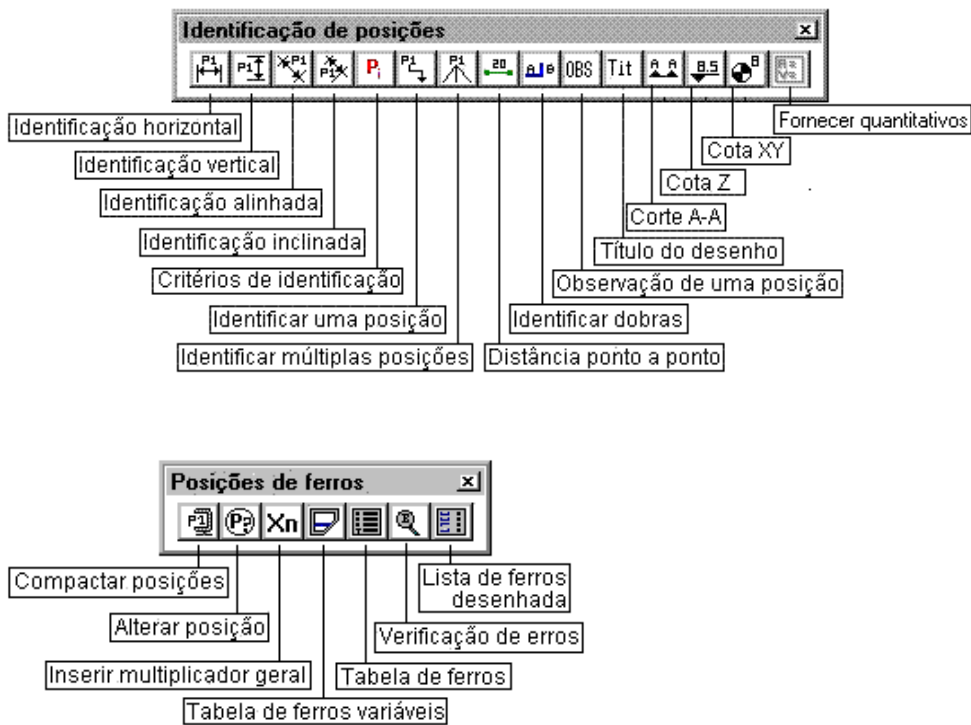 Identificação de posições
P1 P1 P1 P1 Pi P1 P1 20 a b OBS Tit A A 8.5 B
Identificação horizontal
Fornecer quantitativos
Identificação vertical
Cota XY
Identificação alinhada
Cota Z
Corte A-A
Identificação inclinada
Título do desenho
Critérios de identificação
Observação de uma posição
Identificar uma posição
Identificar dobras
Identificar múltiplas posições
Distância ponto a ponto
Posições de ferros
P1 P? Xn
Compactar posições
Lista de ferros
desenhada
Alterar posição
Verificação de erros
Inserir multiplicador geral
Tabela de ferros
Tabela de ferros variáveis